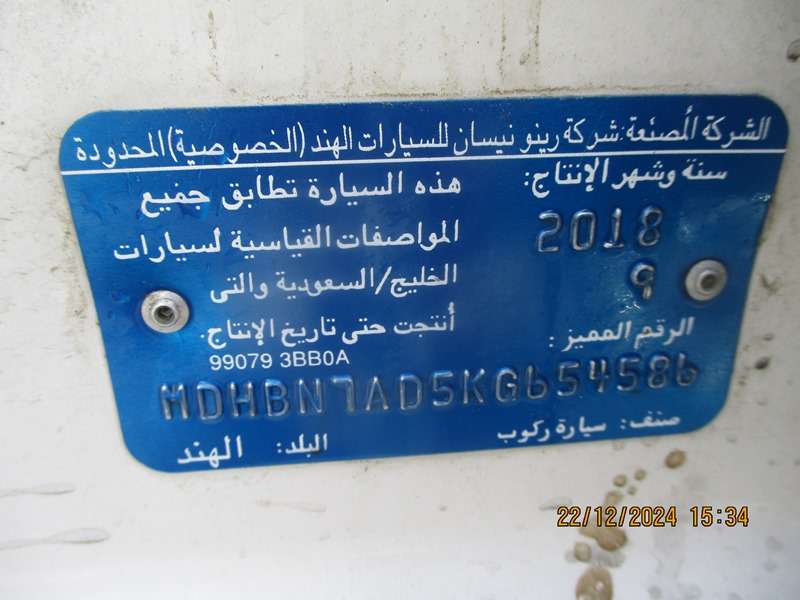 الشركة المصنعة: شركة رينو نيسان للسيارات الهند (الخصوصية) المحدودة
سنة وشهر الإنتاج:
2018
9
هذه السيارة تطابق جميع
المواصفات القياسية لسيارات
الخليج/السعودية والتى
أنتجت حتى تاريخ الإنتاج.
99079 3BB0A
الرقم المميز :
MDHBN7AD5KG654586
صنف: سيارة ركوب
البلد: الهند
22/12/2024 15:34